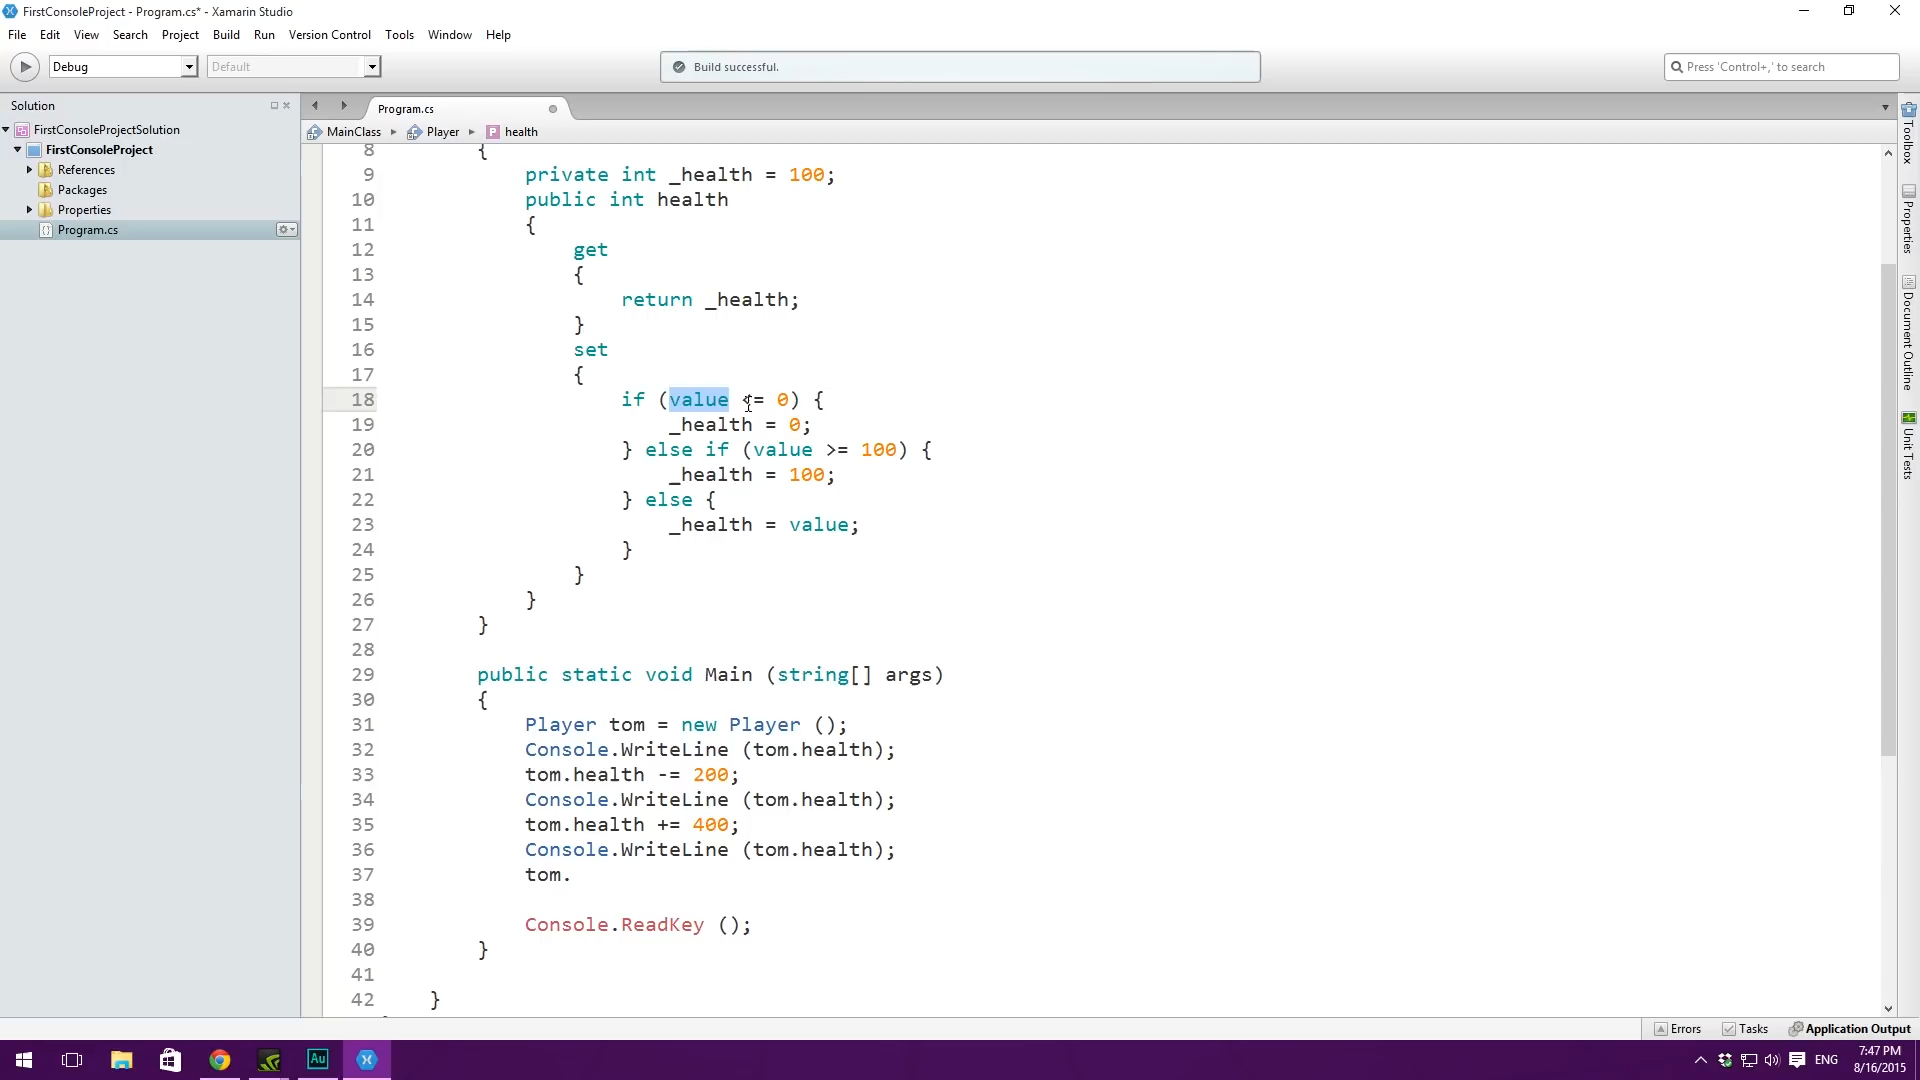 FirstConsoleProject - Program.cs* - Xamarin Studio
File Edit View Search Project Build Run Version Control Tools Window Help
Debug Default Build successful. Press 'Control+,' to search
Solution
FirstConsoleProjectSolution
FirstConsoleProject
References
Packages
Properties
Program.cs
Program.cs
MainClass Player P health
8 {
9 private int _health = 100;
10 public int health
11 {
12 get
13 {
14 return _health;
15 }
16 set
17 {
18 if (value <= 0) {
19 _health = 0;
20 } else if (value >= 100) {
21 _health = 100;
22 } else {
23 _health = value;
24 }
25 }
26 }
27 }
28
29 public static void Main (string[] args)
30 {
31 Player tom = new Player ();
32 Console.WriteLine (tom.health);
33 tom.health -= 200;
34 Console.WriteLine (tom.health);
35 tom.health += 400;
36 Console.WriteLine (tom.health);
37 tom.
38
39 Console.ReadKey ();
40 }
41
42 }
Toolbox
Properties
Document Outline
Unit Tests
Errors Tasks Application Output
Au
ENG
7:47 PM
8/16/2015